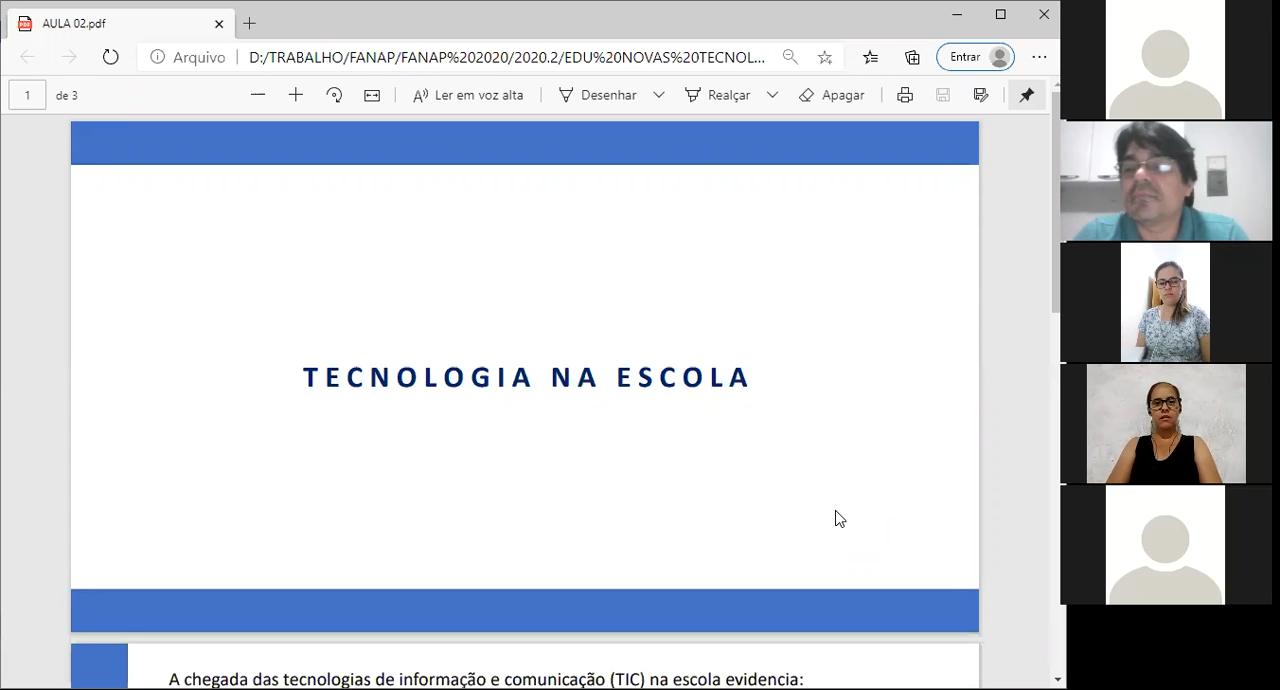 AULA 02.pdf
Arquivo
D:/TRABALHO/FANAP/FANAP%202020/2020.2/EDU%20NOVAS%20TECNOL...
Entrar
1 de 3
Ler em voz alta
Desenhar
Realçar
Apagar
TECNOLOGIA NA ESCOLA
A chegada das tecnologias de informação e comunicação (TIC) na escola evidencia: